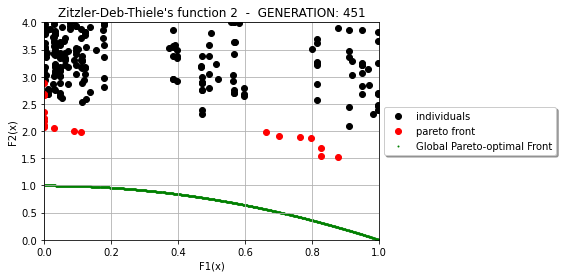 Zitzler-Deb-Thiele's function 2 - GENERATION: 451
4.0
3.5
3.0
2.5
2.0
1.5
1.0
0.5
0.0
F2(x)
0.0 0.2 0.4 0.6 0.8 1.0
F1(x)
individuals
pareto front
Global Pareto-optimal Front